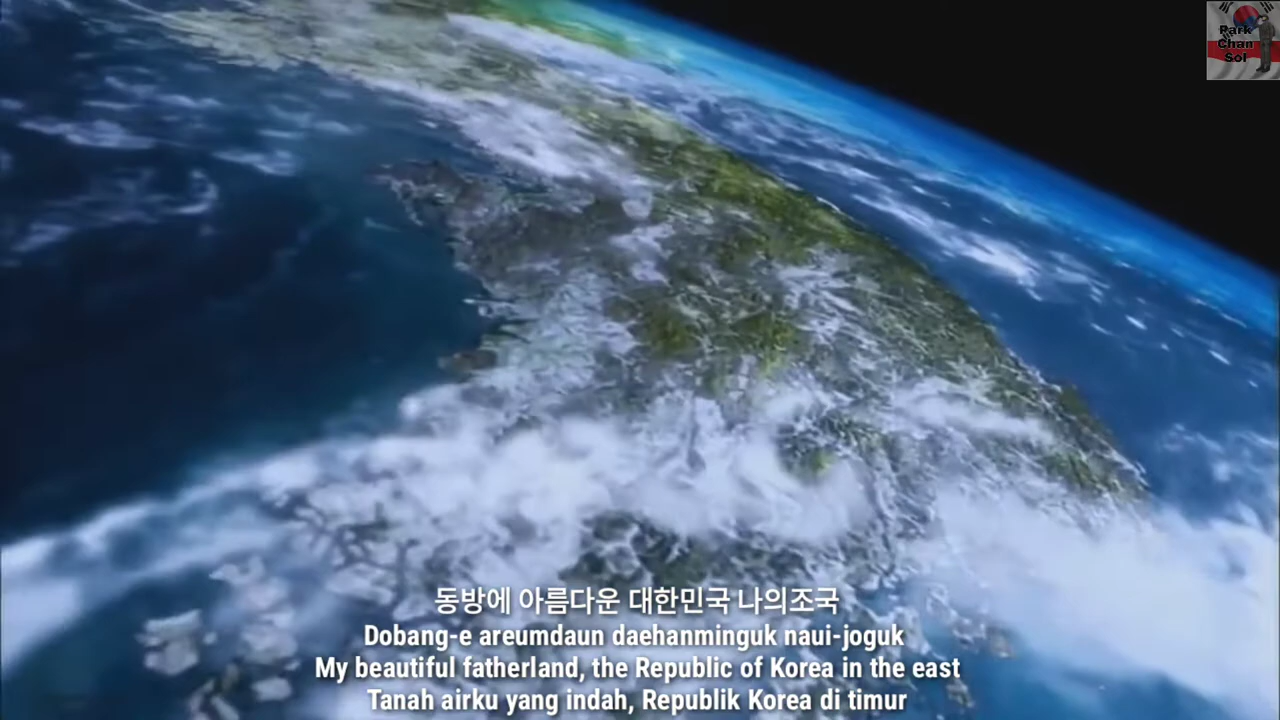 Park
Chan
Sol
동방에 아름다운 대한민국 나의조국
Dobang-e areumdaun daehanminguk naui-joguk
My beautiful fatherland, the Republic of Korea in the east
Tanah airku yang indah, Republik Korea di timur